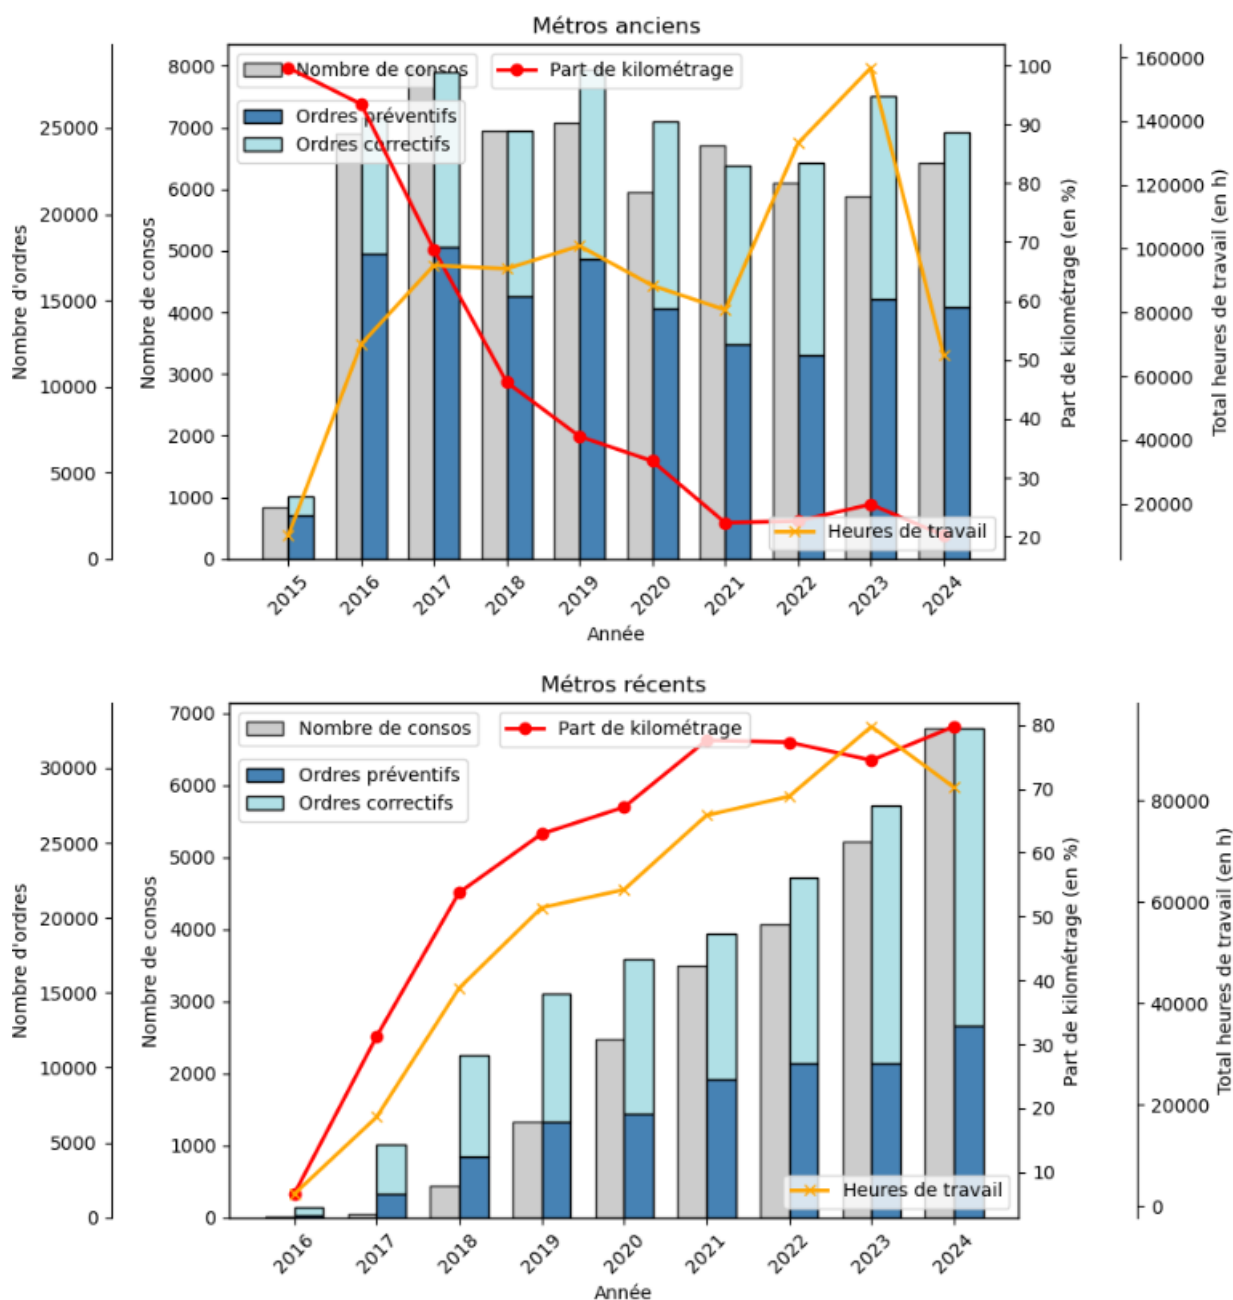 Métros anciens
Nombre de consos
Part de kilométrage
Ordres préventifs
Ordres correctifs
Heures de travail
Nombre d'ordres
25000
20000
15000
10000
5000
0
Nombre de consos
8000
7000
6000
5000
4000
3000
2000
1000
0
Part de kilométrage (en %)
100
90
80
70
60
50
40
30
20
Total heures de travail (en h)
160000
140000
120000
100000
80000
60000
40000
20000
2015 2016 2017 2018 2019 2020 2021 2022 2023 2024
Année
Métros récents
Nombre de consos
Part de kilométrage
Ordres préventifs
Ordres correctifs
Heures de travail
Nombre d'ordres
30000
25000
20000
15000
10000
5000
0
Nombre de consos
7000
6000
5000
4000
3000
2000
1000
0
Part de kilométrage (en %)
80
70
60
50
40
30
20
10
Total heures de travail (en h)
80000
60000
40000
20000
0
2016 2017 2018 2019 2020 2021 2022 2023 2024
Année